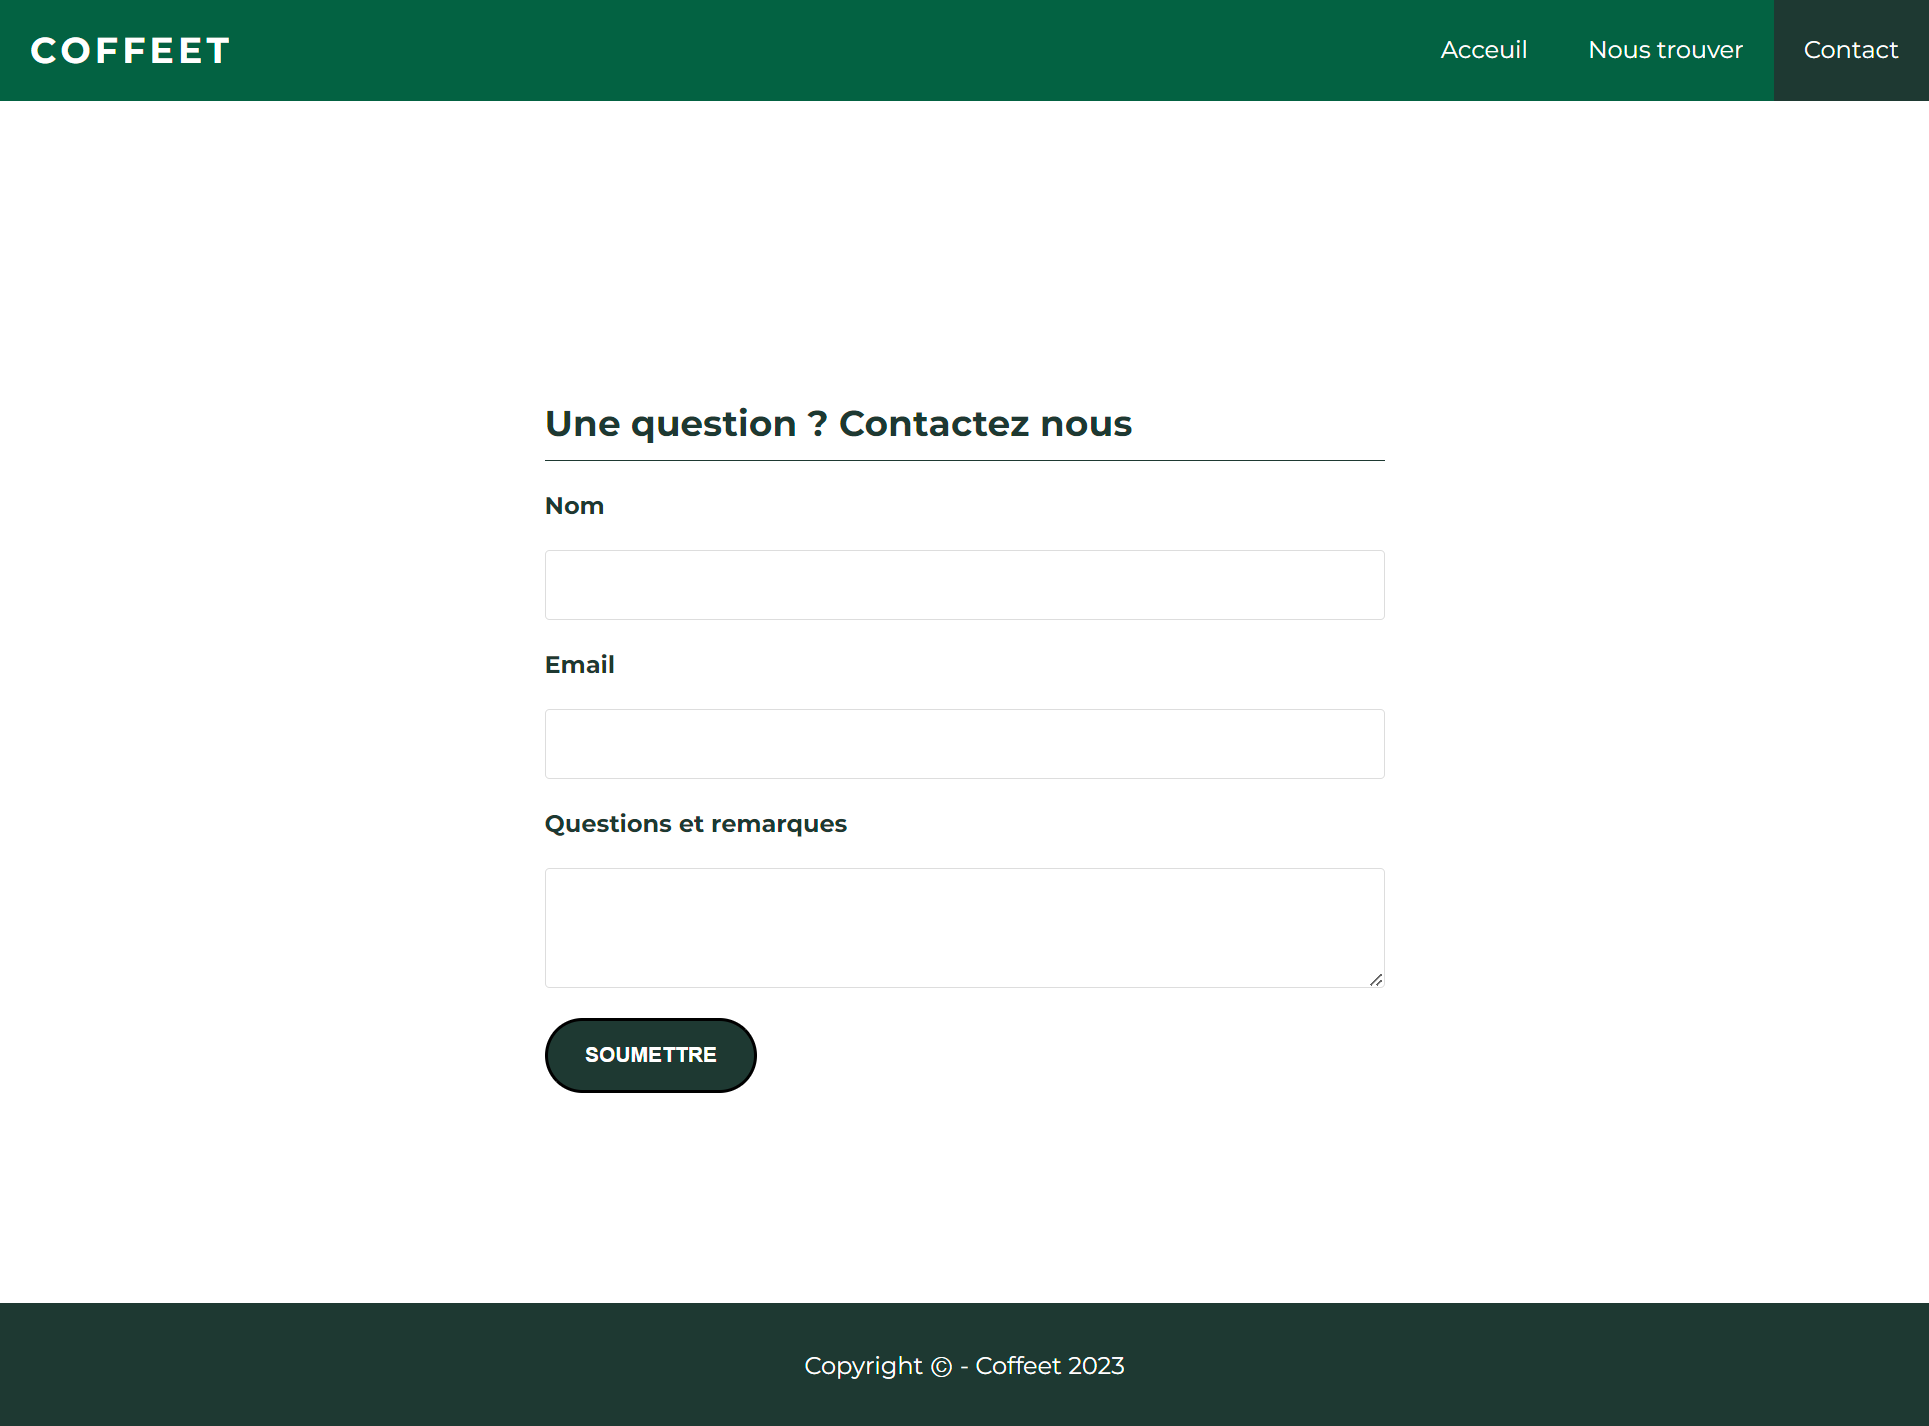 COFFEET
Acceuil
Nous trouver
Contact
Une question ? Contactez nous
Nom
Email
Questions et remarques
SOUMETTRE
Copyright © - Coffeet 2023